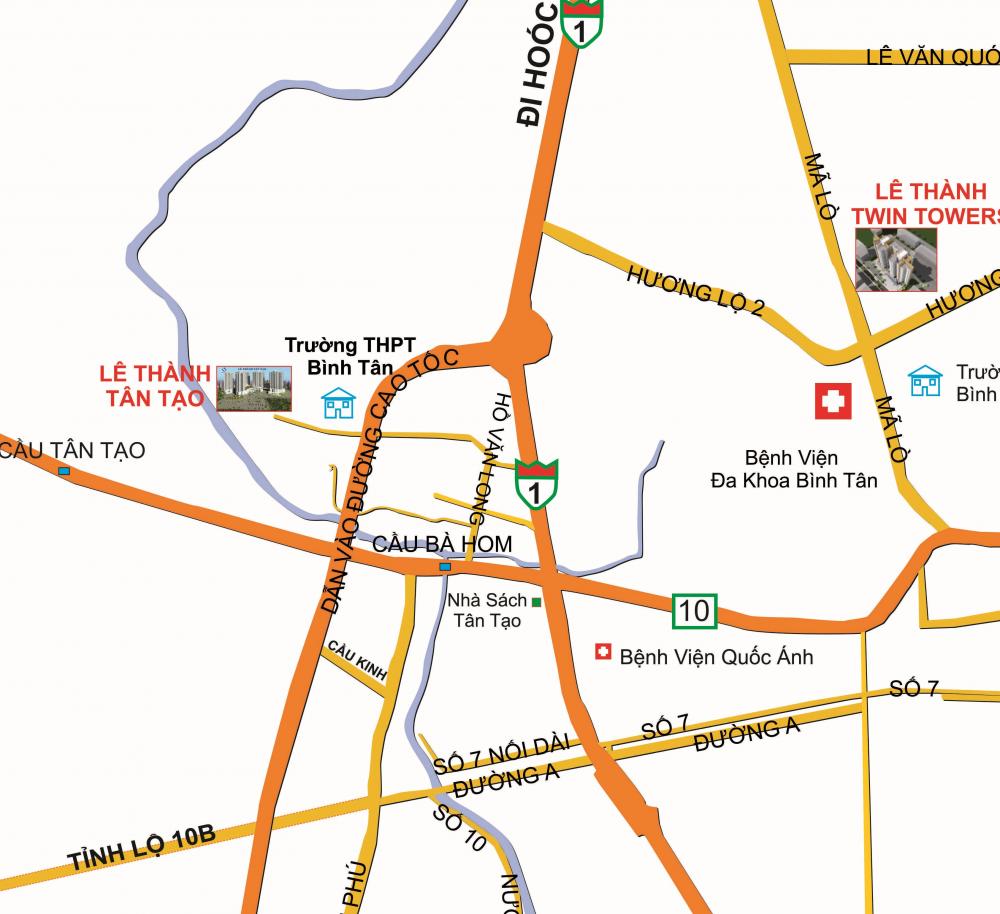 1
ĐI HOÓC
LÊ VĂN QUỚ
MÃ LÒ
LÊ THÀNH
TWIN TOWERS
HƯƠNG LỘ 2
HƯƠNG
Trường THPT
Bình Tân
DẪN VÀO ĐƯỜNG CAO TỐC
LÊ THÀNH
TÂN TẠO
HỒ VĂN LONG
Trườ
Bình
MÃ LÒ
CẦU TÂN TẠO
Bệnh Viện
Đa Khoa Bình Tân
1
CẦU BÀ HOM
Nhà Sách
Tân Tạo
10
CẦU KINH
Bệnh Viện Quốc Ánh
SỐ 7
SỐ 7
SỐ 7 NỐI DÀI
ĐƯỜNG A
ĐƯỜNG A
SỐ 10
TỈNH LỘ 10B
PHÚ
NƯỚ